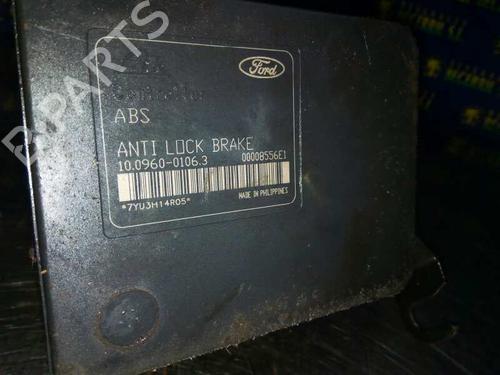 B-PARTS
Ford
ABS
ANTI LOCK BRAKE
10.0960-0106.3 00008556E1
*7YU3H14R05* MADE IN PHILIPPINES